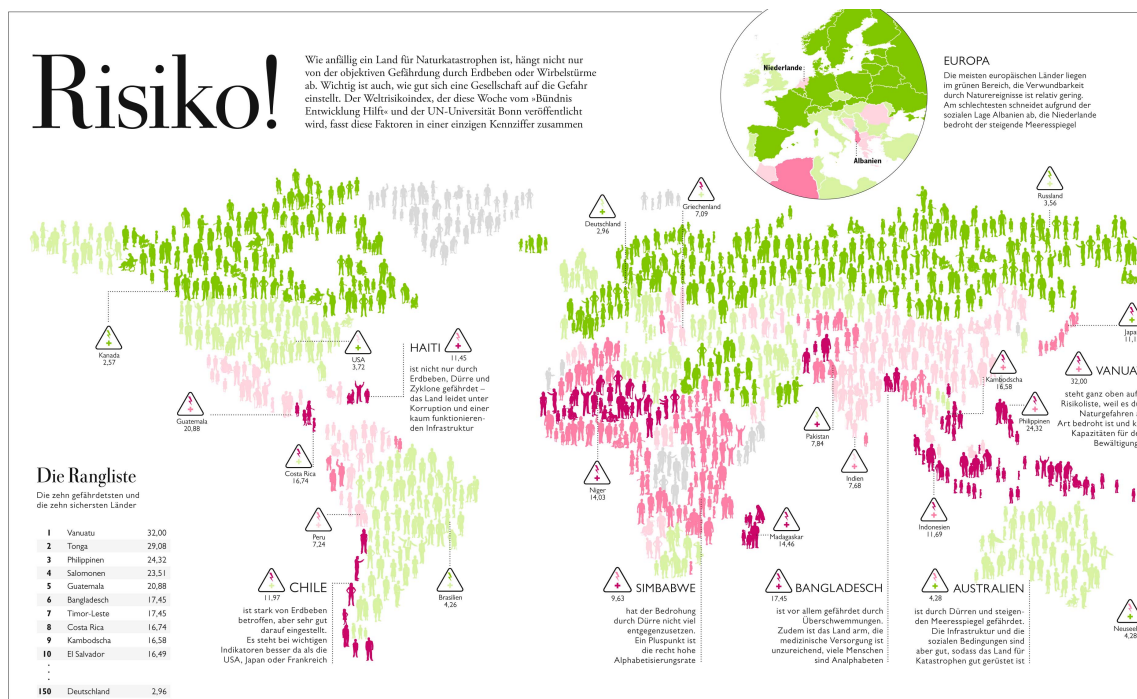 Risiko!
Wie anfällig ein Land für Naturkatastrophen ist, hängt nicht nur
von der objektiven Gefährdung durch Erdbeben oder Wirbelstürme
ab. Wichtig ist auch, wie gut sich eine Gesellschaft auf die Gefahr
einstellt. Der Weltrisikoindex, der diese Woche vom »Bündnis
Entwicklung Hilft« und der UN-Universität Bonn veröffentlicht
wird, fasst diese Faktoren in einer einzigen Kennziffer zusammen
Niederlande
Albanien
EUROPA
Die meisten europäischen Länder liegen
im grünen Bereich, die Verwundbarkeit
durch Naturereignisse ist relativ gering.
Am schlechtesten schneidet aufgrund der
sozialen Lage Albanien ab, die Niederlande
bedroht der steigende Meeresspiegel
Russland
3,56
Griechenland
7,09
Deutschland
2,96
Kanada
2,57
USA
3,72
HAITI
11,45
ist nicht nur durch
Erdbeben, Dürre und
Zyklone gefährdet –
das Land leidet unter
Korruption und einer
kaum funktionieren-
den Infrastruktur
Japa
11,1
Kambodscha
16,58
32,00
VANUA
steht ganz oben auf
Risikoliste, weil es du
Naturgefahren a
Art bedroht ist und k
Kapazitäten für d
Bewältigung
Guatemala
20,88
Philippinen
24,32
Pakistan
7,84
Indien
7,68
Costa Rica
16,74
Niger
14,03
Die Rangliste
Die zehn gefährdetsten und
die zehn sichersten Länder
1 Vanuatu 32,00
2 Tonga 29,08
3 Philippinen 24,32
4 Salomonen 23,51
5 Guatemala 20,88
6 Bangladesch 17,45
7 Timor-Leste 17,45
8 Costa Rica 16,74
9 Kambodscha 16,58
10 El Salvador 16,49
150 Deutschland 2,96
Peru
7,24
Madagaskar
14,46
Indonesien
11,69
11,97
CHILE
ist stark von Erdbeben
betroffen, aber sehr gut
darauf eingestellt.
Es steht bei wichtigen
Indikatoren besser da als die
USA, Japan oder Frankreich
Brasilien
4,26
9,63
SIMBABWE
hat der Bedrohung
durch Dürre nicht viel
entgegenzusetzen.
Ein Pluspunkt ist
die recht hohe
Alphabetisierungsrate
17,45
BANGLADESCH
ist vor allem gefährdet durch
Überschwemmungen.
Zudem ist das Land arm, die
medizinische Versorgung ist
unzureichend, viele Menschen
sind Analphabeten
4,28
AUSTRALIEN
ist durch Dürren und steigen-
den Meeresspiegel gefährdet.
Die Infrastruktur und die
sozialen Bedingungen sind
aber gut, sodass das Land für
Katastrophen gut gerüstet ist
Neusee
4,28